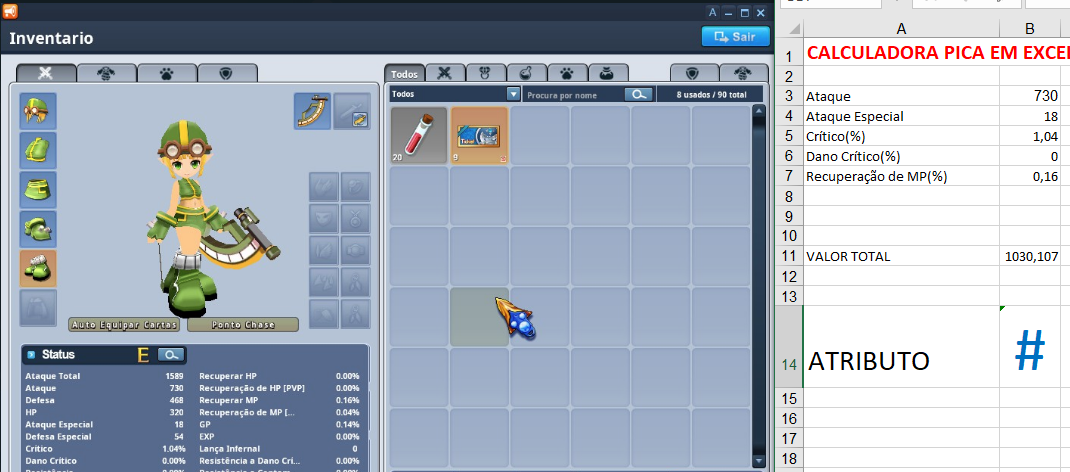 A
Inventario
Sair
Todos
Todos
Procura por nome
8 usados / 90 total
20
9
Auto Equipar Cartas
Ponto Chase
Status
E
Ataque Total 1589
Ataque 730
Defesa 468
HP 320
Ataque Especial 18
Defesa Especial 54
Crítico 1.04%
Dano Crítico 0.00%
Recuperar HP 0.00%
Recuperação de HP [PVP] 0.00%
Recuperar MP 0.16%
Recuperação de MP [... 0.04%
GP 0.14%
EXP 0.00%
Lança Infernal 0
Resistência a Dano Crí... 0.00%
A B
1 CALCULADORA PICA EM EXCE
2
3 Ataque 730
4 Ataque Especial 18
5 Crítico(%) 1,04
6 Dano Crítico(%) 0
7 Recuperação de MP(%) 0,16
8
9
10
11 VALOR TOTAL 1030,107
12
13
14 ATRIBUTO #
15
16
17
18